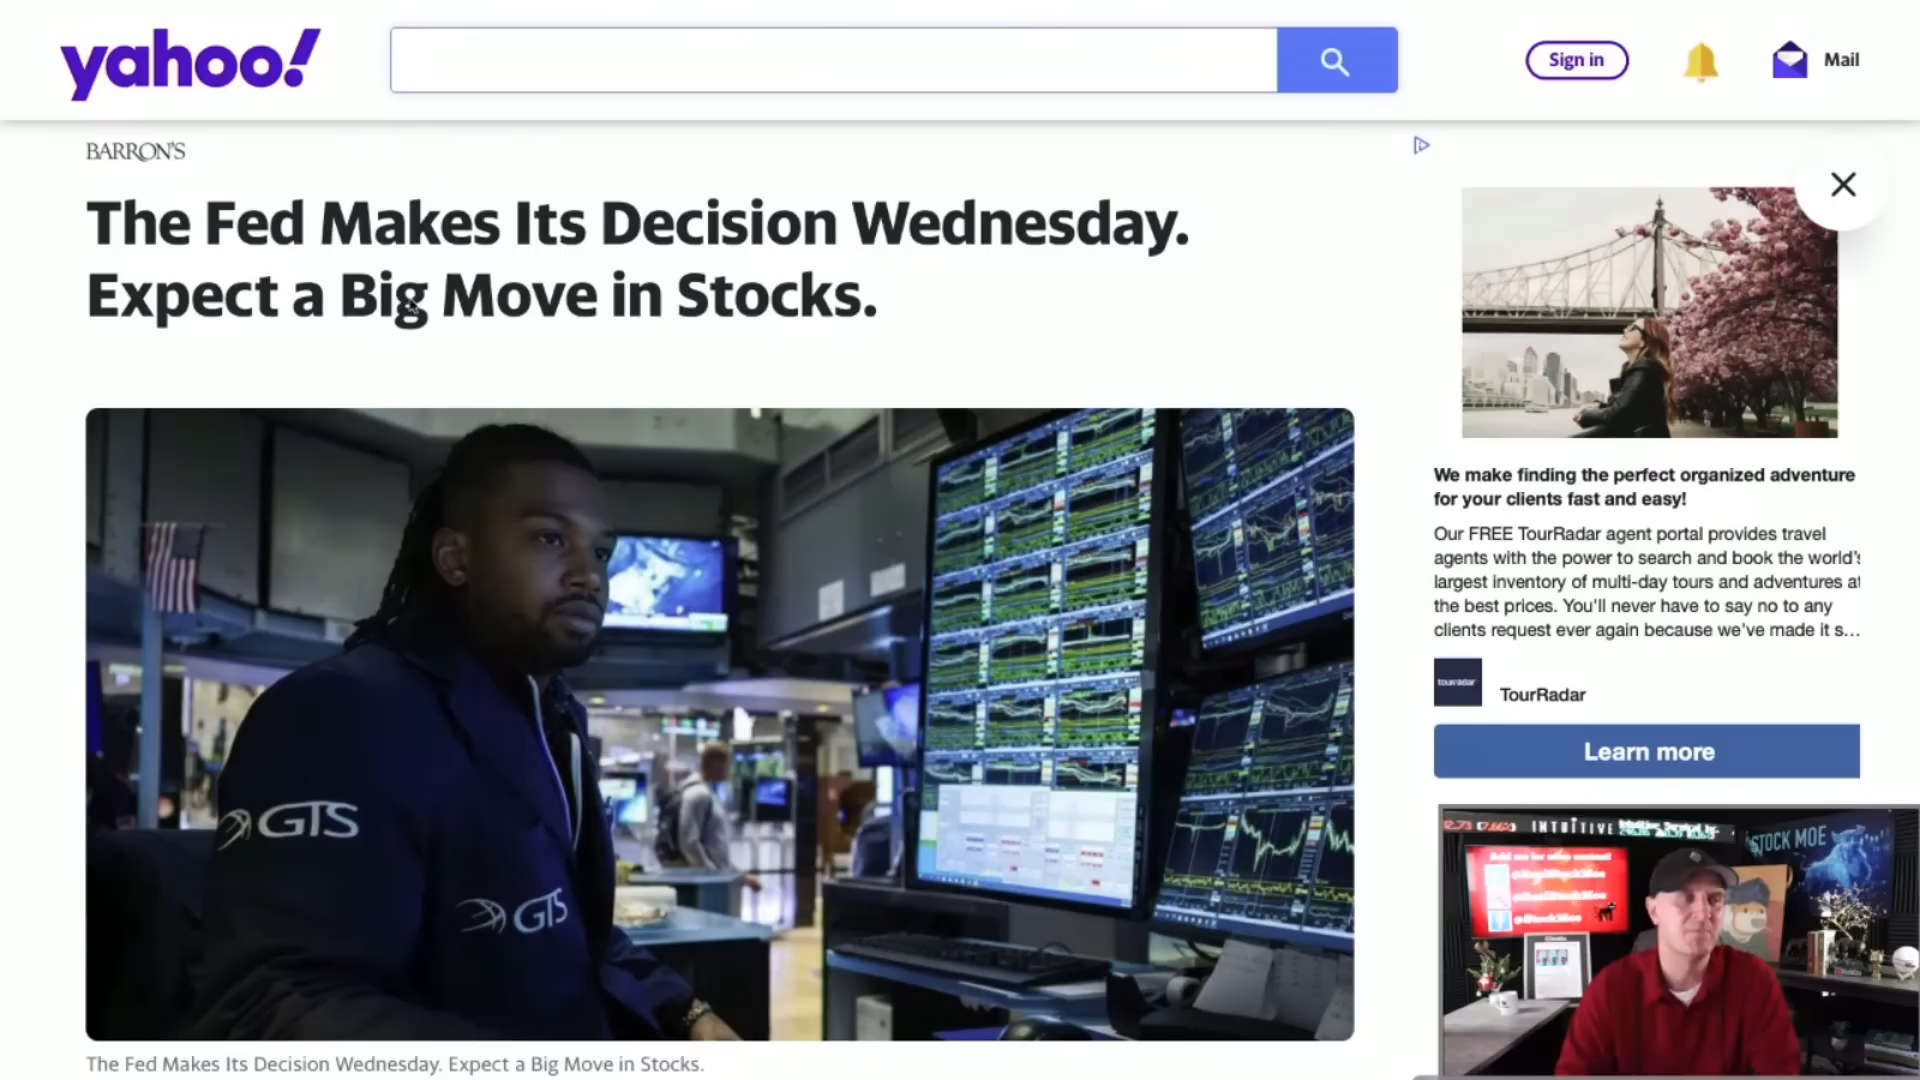 yahoo!
Sign in
Mail
BARRON'S
The Fed Makes Its Decision Wednesday.
Expect a Big Move in Stocks.
GTS
GTS
The Fed Makes Its Decision Wednesday. Expect a Big Move in Stocks.
We make finding the perfect organized adventure
for your clients fast and easy!
Our FREE TourRadar agent portal provides travel
agents with the power to search and book the world's
largest inventory of multi-day tours and adventures at
the best prices. You'll never have to say no to any
clients request ever again because we've made it s...
tourradar
TourRadar
Learn more
INTUITIVE
STOCK MOE